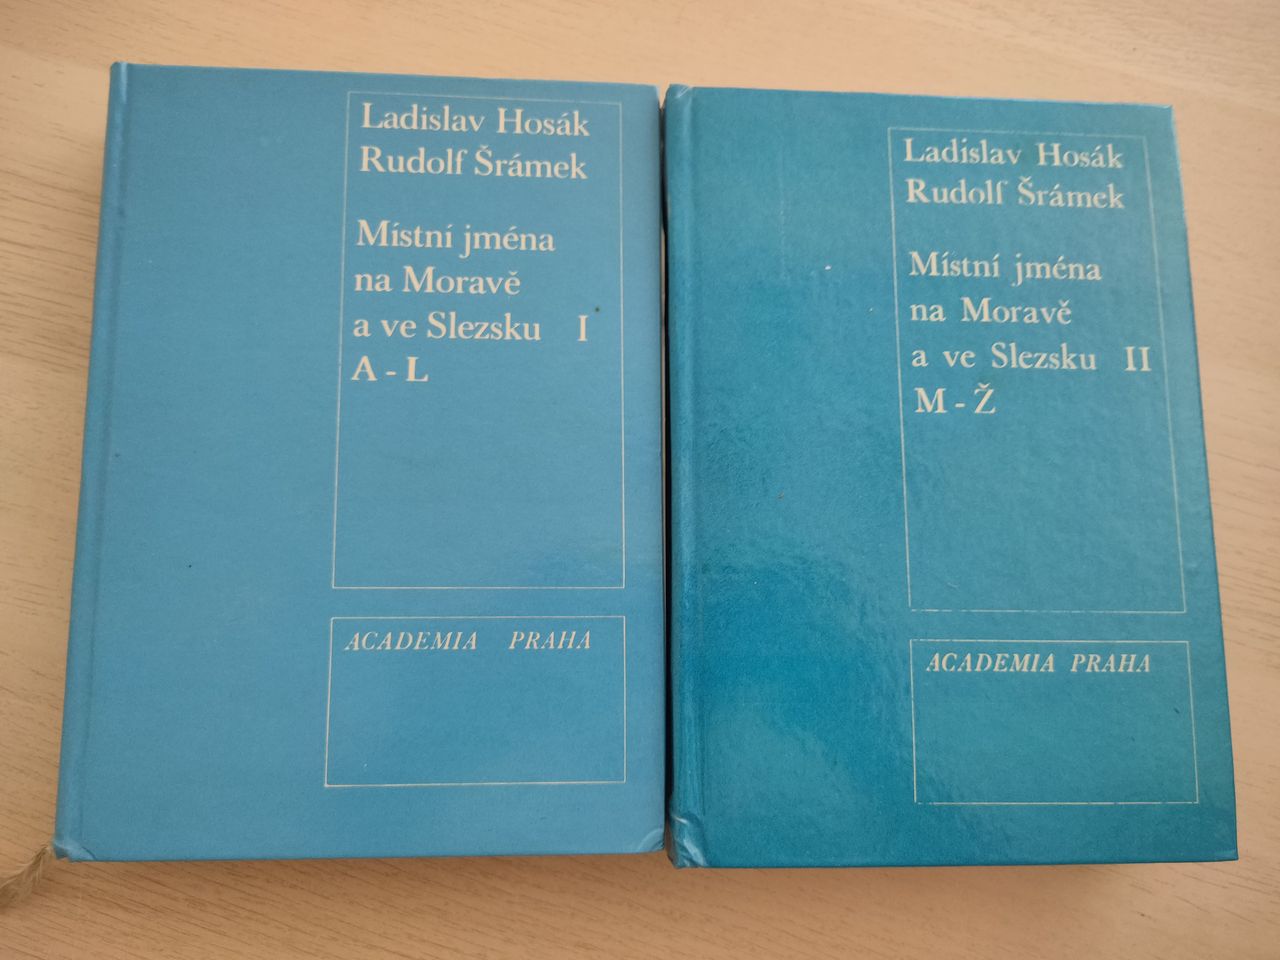 Ladislav Hosák
Rudolf Šrámek
Místní jména
na Moravě
a ve Slezsku I
A - L
ACADEMIA PRAHA
Ladislav Hosák
Rudolf Šrámek
Místní jména
na Moravě
a ve Slezsku II
M - Ž
ACADEMIA PRAHA